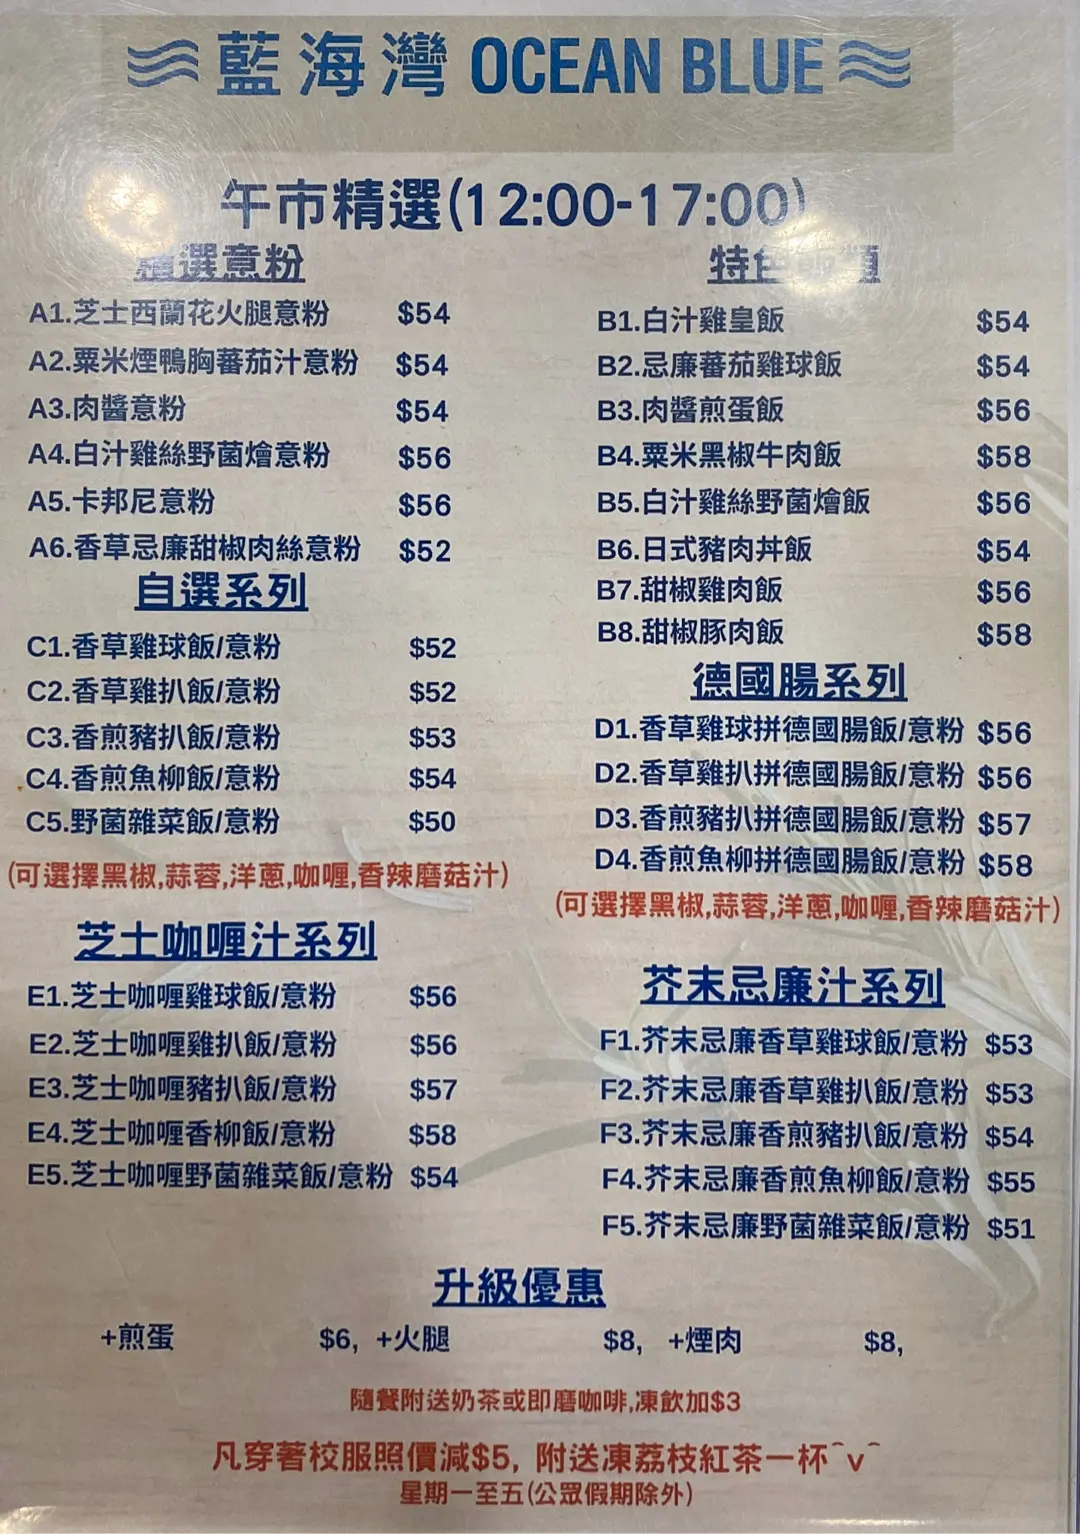 藍海灣 OCEAN BLUE
午市精選(12:00-17:00)
精選意粉
A1.芝士西蘭花火腿意粉 $54
A2.粟米煙鴨胸蕃茄汁意粉 $54
A3.肉醬意粉 $54
A4.白汁雞絲野菌燴意粉 $56
A5.卡邦尼意粉 $56
A6.香草忌廉甜椒肉絲意粉 $52
特色飯類
B1.白汁雞皇飯 $54
B2.忌廉蕃茄雞球飯 $54
B3.肉醬煎蛋飯 $56
B4.粟米黑椒牛肉飯 $58
B5.白汁雞絲野菌燴飯 $56
B6.日式豬肉丼飯 $54
B7.甜椒雞肉飯 $56
B8.甜椒豚肉飯 $58
自選系列
C1.香草雞球飯/意粉 $52
C2.香草雞扒飯/意粉 $52
C3.香煎豬扒飯/意粉 $53
C4.香煎魚柳飯/意粉 $54
C5.野菌雜菜飯/意粉 $50
(可選擇黑椒,蒜蓉,洋蔥,咖喱,香辣磨菇汁)
德國腸系列
D1.香草雞球拼德國腸飯/意粉 $56
D2.香草雞扒拼德國腸飯/意粉 $56
D3.香煎豬扒拼德國腸飯/意粉 $57
D4.香煎魚柳拼德國腸飯/意粉 $58
(可選擇黑椒,蒜蓉,洋蔥,咖喱,香辣磨菇汁)
芝士咖喱汁系列
E1.芝士咖喱雞球飯/意粉 $56
E2.芝士咖喱雞扒飯/意粉 $56
E3.芝士咖喱豬扒飯/意粉 $57
E4.芝士咖喱香柳飯/意粉 $58
E5.芝士咖喱野菌雜菜飯/意粉 $54
芥末忌廉汁系列
F1.芥末忌廉香草雞球飯/意粉 $53
F2.芥末忌廉香草雞扒飯/意粉 $53
F3.芥末忌廉香煎豬扒飯/意粉 $54
F4.芥末忌廉香煎魚柳飯/意粉 $55
F5.芥末忌廉野菌雜菜飯/意粉 $51
升級優惠
+煎蛋 $6, +火腿 $8, +煙肉 $8,
隨餐附送奶茶或即磨咖啡,凍飲加$3
凡穿著校服照價減$5, 附送凍荔枝紅茶一杯^v^
星期一至五(公眾假期除外)